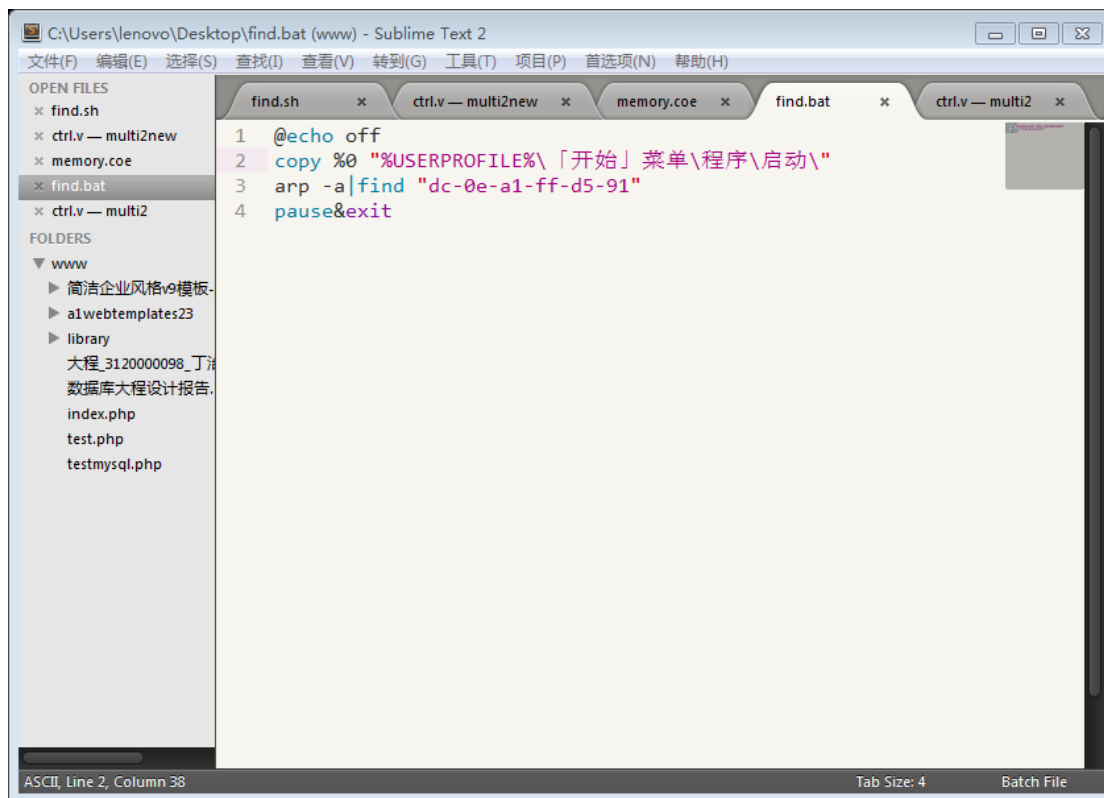 C:\Users\lenovo\Desktop\find.bat (www) - Sublime Text 2
文件(F) 编辑(E) 选择(S) 查找(I) 查看(V) 转到(G) 工具(T) 项目(P) 首选项(N) 帮助(H)
OPEN FILES
find.sh
ctrl.v — multi2new
memory.coe
find.bat
ctrl.v — multi2
FOLDERS
www
简洁企业风格v9模板-
a1webtemplates23
library
大程_3120000098_丁
数据库大程设计报告.
index.php
test.php
testmysql.php
find.sh ctrl.v — multi2new memory.coe find.bat ctrl.v — multi2
1 @echo off
2 copy %0 "%USERPROFILE%\「开始」菜单\程序\启动\"
3 arp -a|find "dc-0e-a1-ff-d5-91"
4 pause&exit
ASCII, Line 2, Column 38 Tab Size: 4 Batch File